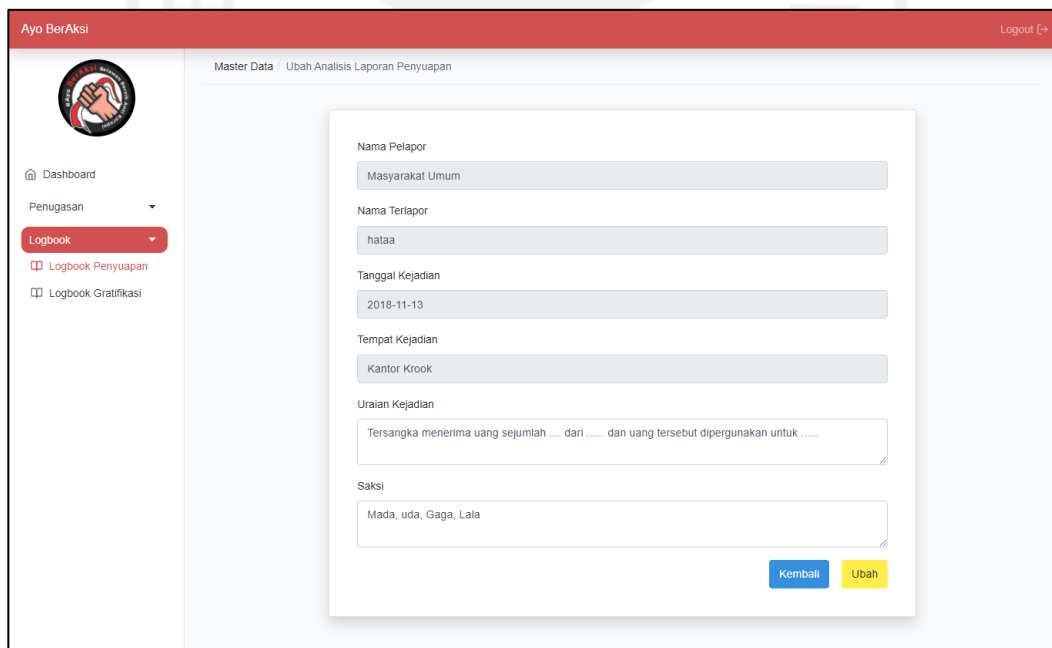 Ayo BerAksi
Logout
Master Data / Ubah Analisis Laporan Penyuapan
Dashboard
Penugasan
Logbook
Logbook Penyuapan
Logbook Gratifikasi
Nama Pelapor
Masyarakat Umum
Nama Terlapor
hataa
Tanggal Kejadian
2018-11-13
Tempat Kejadian
Kantor Krook
Uraian Kejadian
Tersangka menerima uang sejumlah .... dari ...... dan uang tersebut dipergunakan untuk ......
Saksi
Mada, uda, Gaga, Lala
Kembali
Ubah